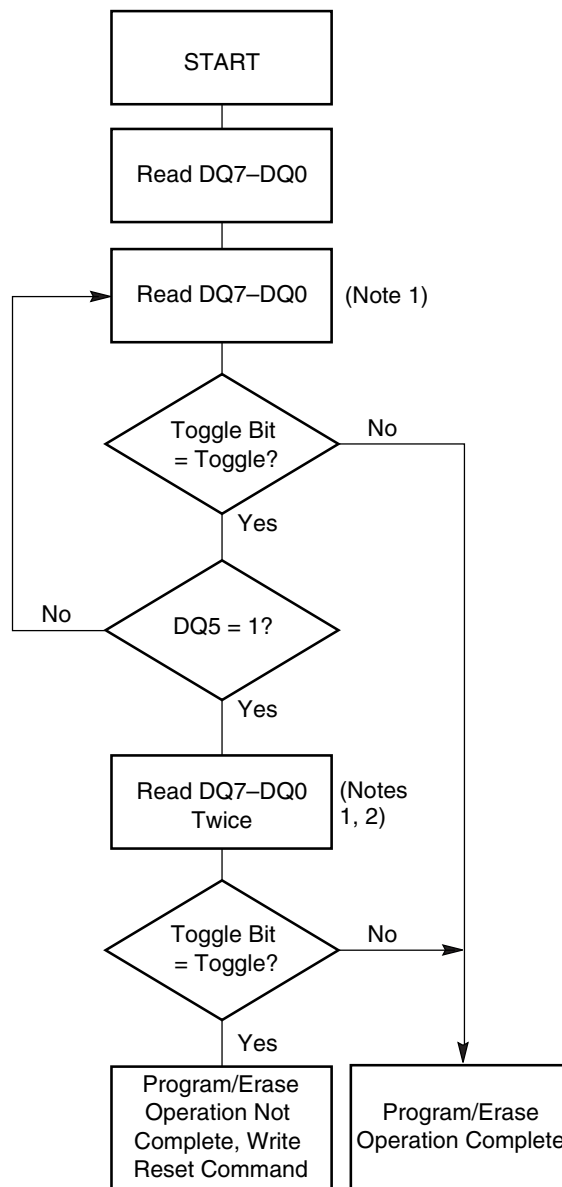 START
Read DQ7–DQ0
Read DQ7–DQ0
(Note 1)
Toggle Bit
= Toggle?
No
Yes
No
DQ5 = 1?
Yes
Read DQ7–DQ0
Twice
(Notes
1, 2)
Toggle Bit
= Toggle?
No
Yes
Program/Erase
Operation Not
Complete, Write
Reset Command
Program/Erase
Operation Complete